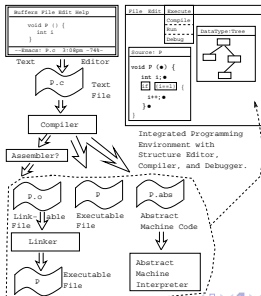 Buffers File Edit Help
void P () {
int i
}
--Emacs: P.c 3:08pm -74%-
Text Editor
P.c
Text
File
Compiler
Assembler?
P.o
P
P.abs
Link-able
File
Executable
File
Abstract
Machine Code
Linker
P
Executable
File
Abstract
Machine
Interpreter
File Edit Execute
Compile
Run
Debug
DataType:Tree
Source: P
void P (●) {
int i;●
if (i==1) {
i++;●
}●
}
Integrated Programming
Environment with
Structure Editor,
Compiler, and Debugger.